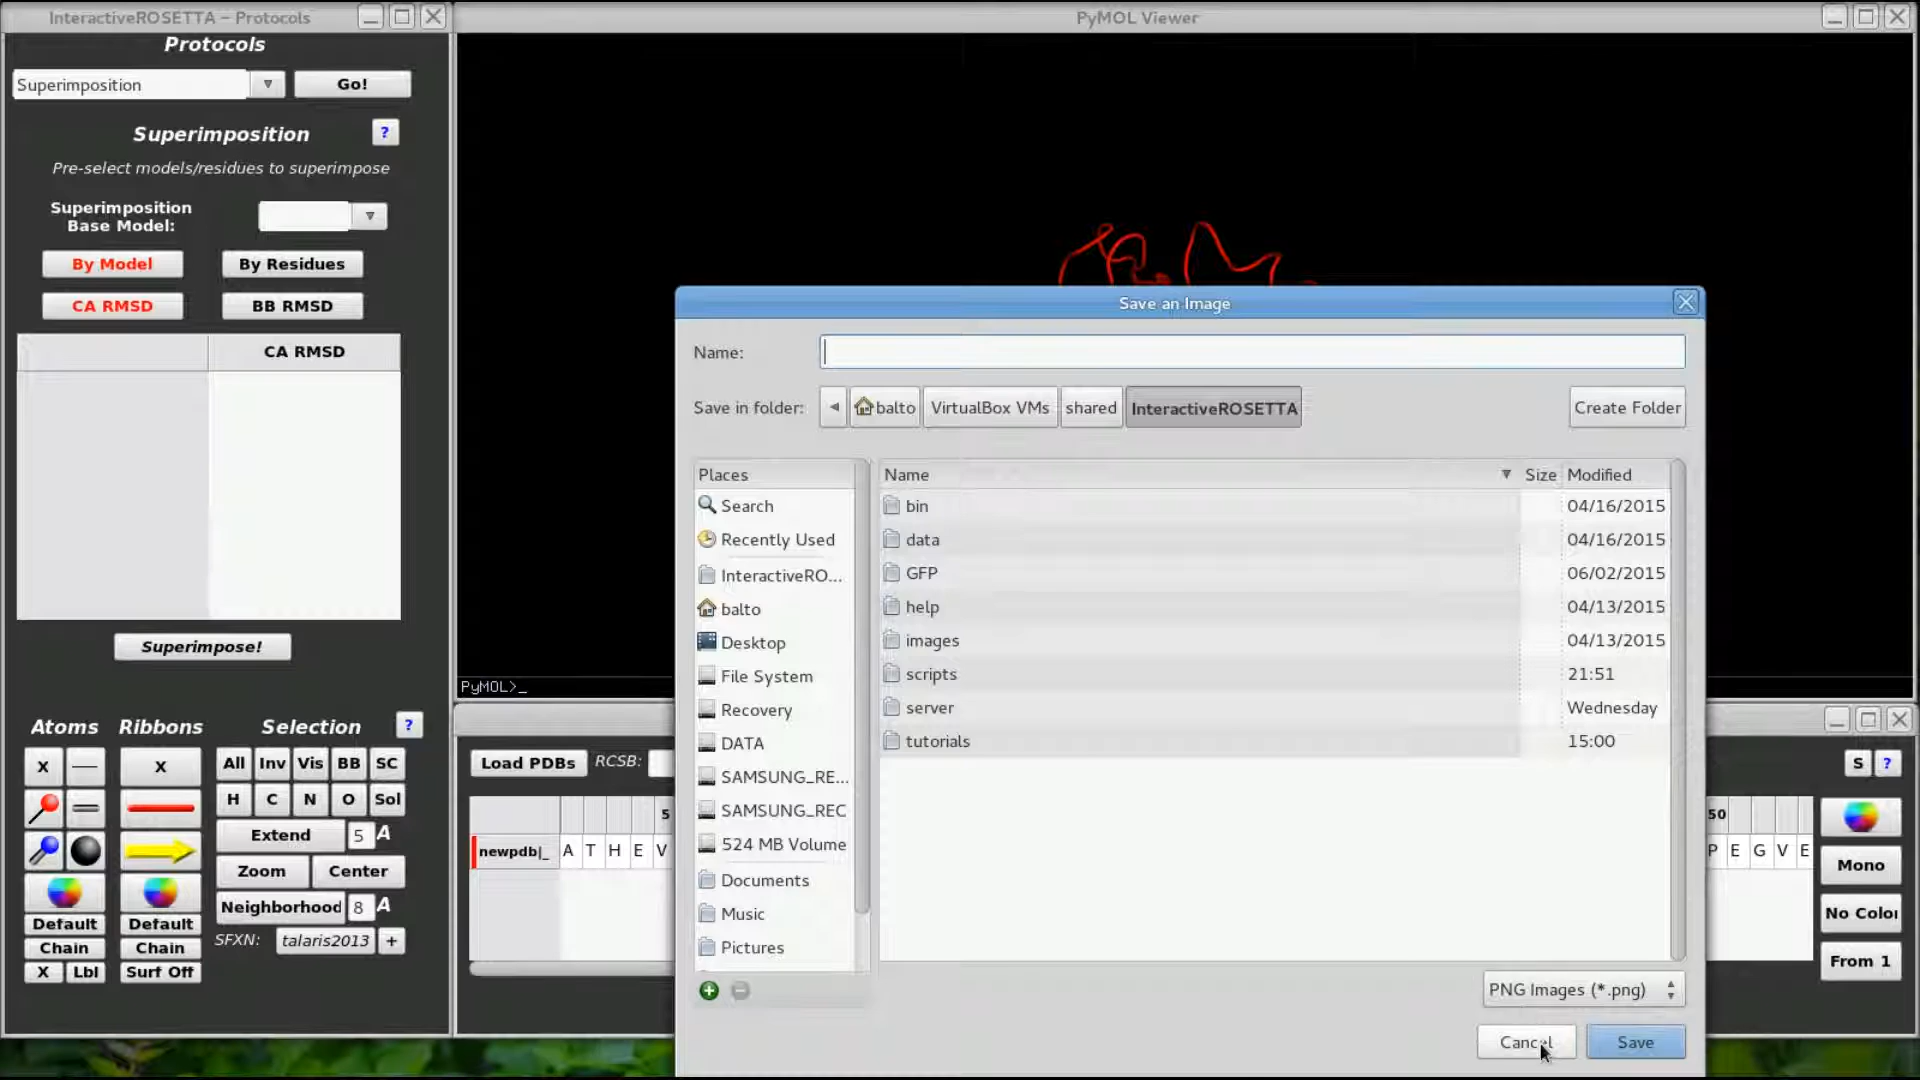 InteractiveROSETTA – Protocols
PyMOL Viewer
Protocols
Superimposition
Go!
Superimposition
?
Pre-select models/residues to superimpose
Superimposition
Base Model:
By Model
By Residues
CA RMSD
BB RMSD
CA RMSD
Superimpose!
Atoms
Ribbons
Selection
?
X
X
All
Inv
Vis
BB
SC
H
C
N
O
Sol
Extend
5
A
Zoom
Center
Neighborhood
8
A
Default
Default
SFXN:
talaris2013
+
Chain
Chain
X
Lbl
Surf Off
PyMOL>_
Load PDBs
RCSB:
5
newpdb|_
A
T
H
E
V
Save an Image
Name:
Save in folder:
balto
VirtualBox VMs
shared
InteractiveROSETTA
Create Folder
Places
Search
Recently Used
InteractiveRO...
balto
Desktop
File System
Recovery
DATA
SAMSUNG_RE...
SAMSUNG_REC
524 MB Volume
Documents
Music
Pictures
Name
Size
Modified
bin
04/16/2015
data
04/16/2015
GFP
06/02/2015
help
04/13/2015
images
04/13/2015
scripts
21:51
server
Wednesday
tutorials
15:00
PNG Images (*.png)
Cancel
Save
S
?
50
P
E
G
V
E
Mono
No Color
From 1